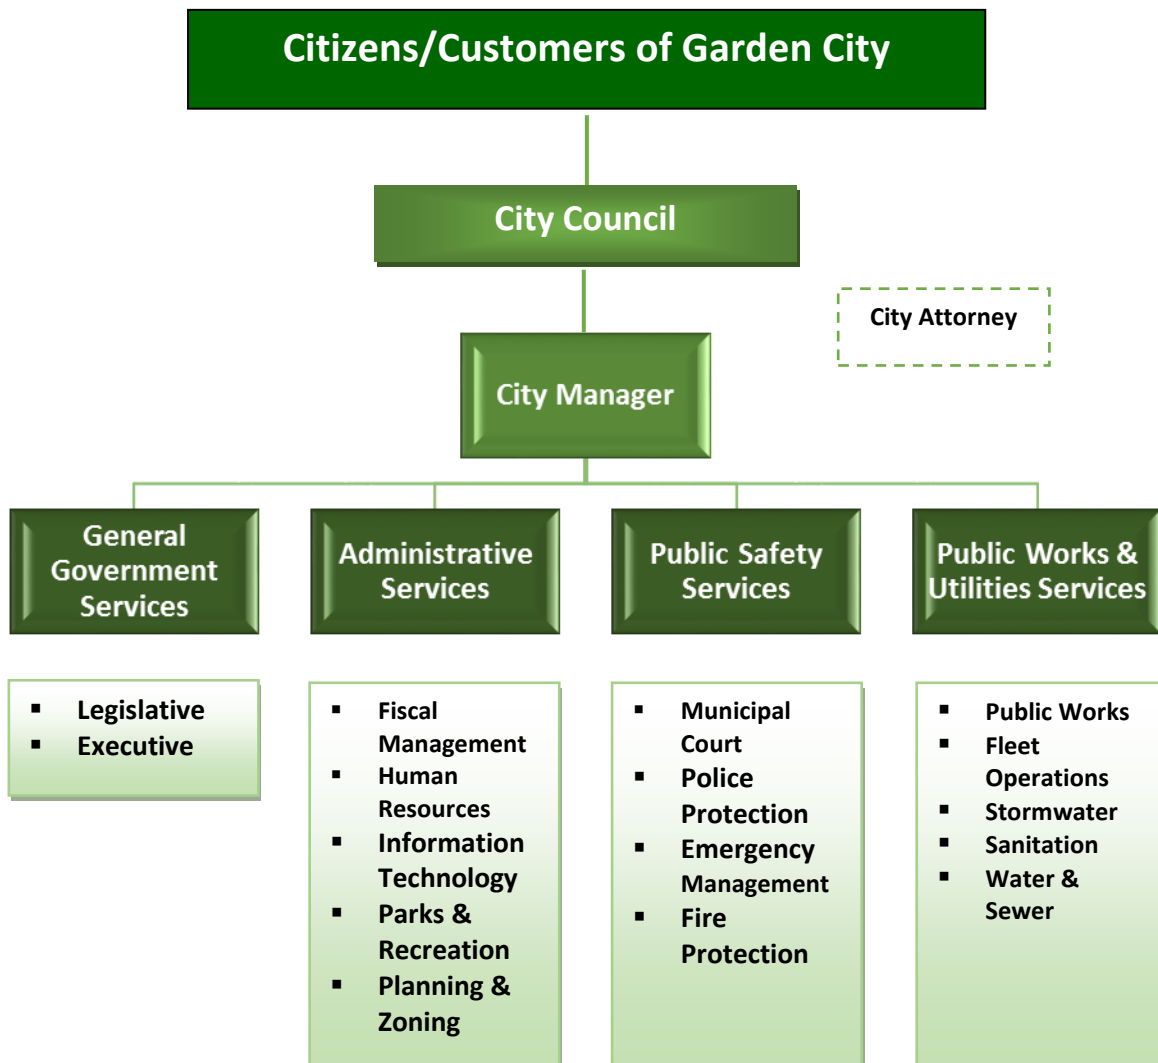 Citizens/Customers of Garden City
City Council
City Attorney
City Manager
General
Government
Services
Administrative
Services
Public Safety
Services
Public Works &
Utilities Services
▪ Legislative
▪ Executive
▪ Fiscal
Management
▪ Human
Resources
▪ Information
Technology
▪ Parks &
Recreation
▪ Planning &
Zoning
▪ Municipal
Court
▪ Police
Protection
▪ Emergency
Management
▪ Fire
Protection
▪ Public Works
▪ Fleet
Operations
▪ Stormwater
▪ Sanitation
▪ Water &
Sewer